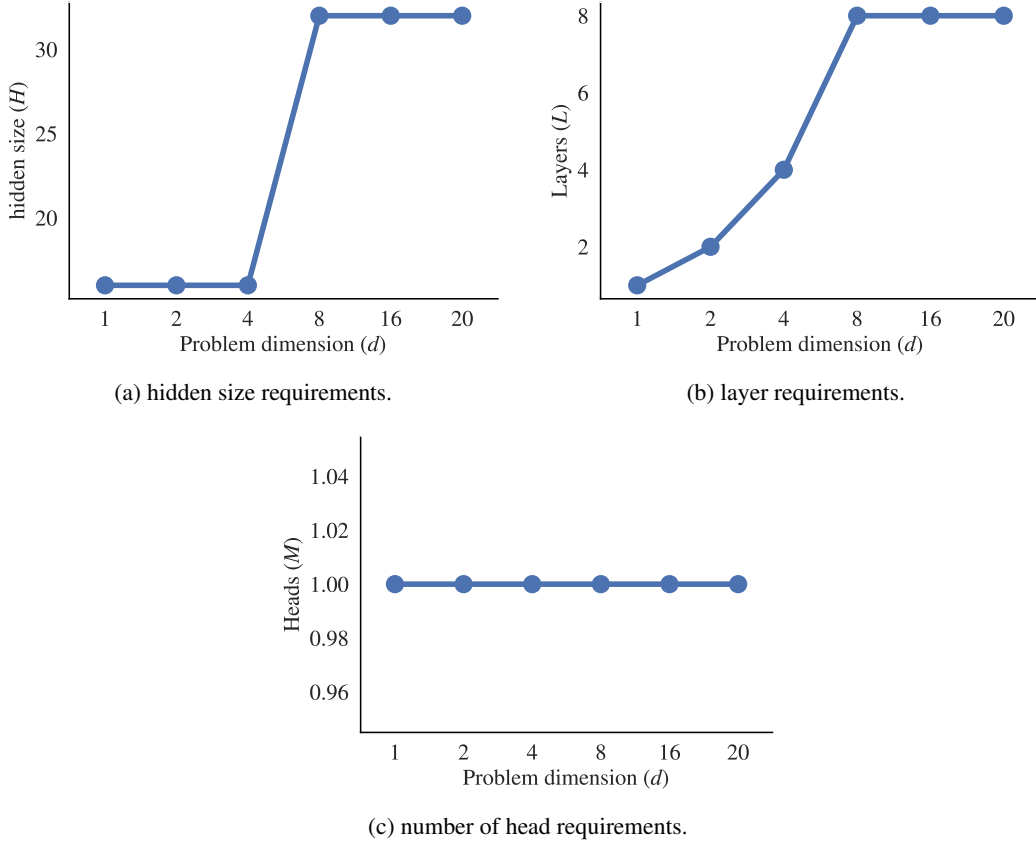 30
25
20
hidden size (H)
1 2 4 8 16 20
Problem dimension (d)
(a) hidden size requirements.
8
6
4
2
Layers (L)
1 2 4 8 16 20
Problem dimension (d)
(b) layer requirements.
1.04
1.02
1.00
0.98
0.96
Heads (M)
1 2 4 8 16 20
Problem dimension (d)
(c) number of head requirements.